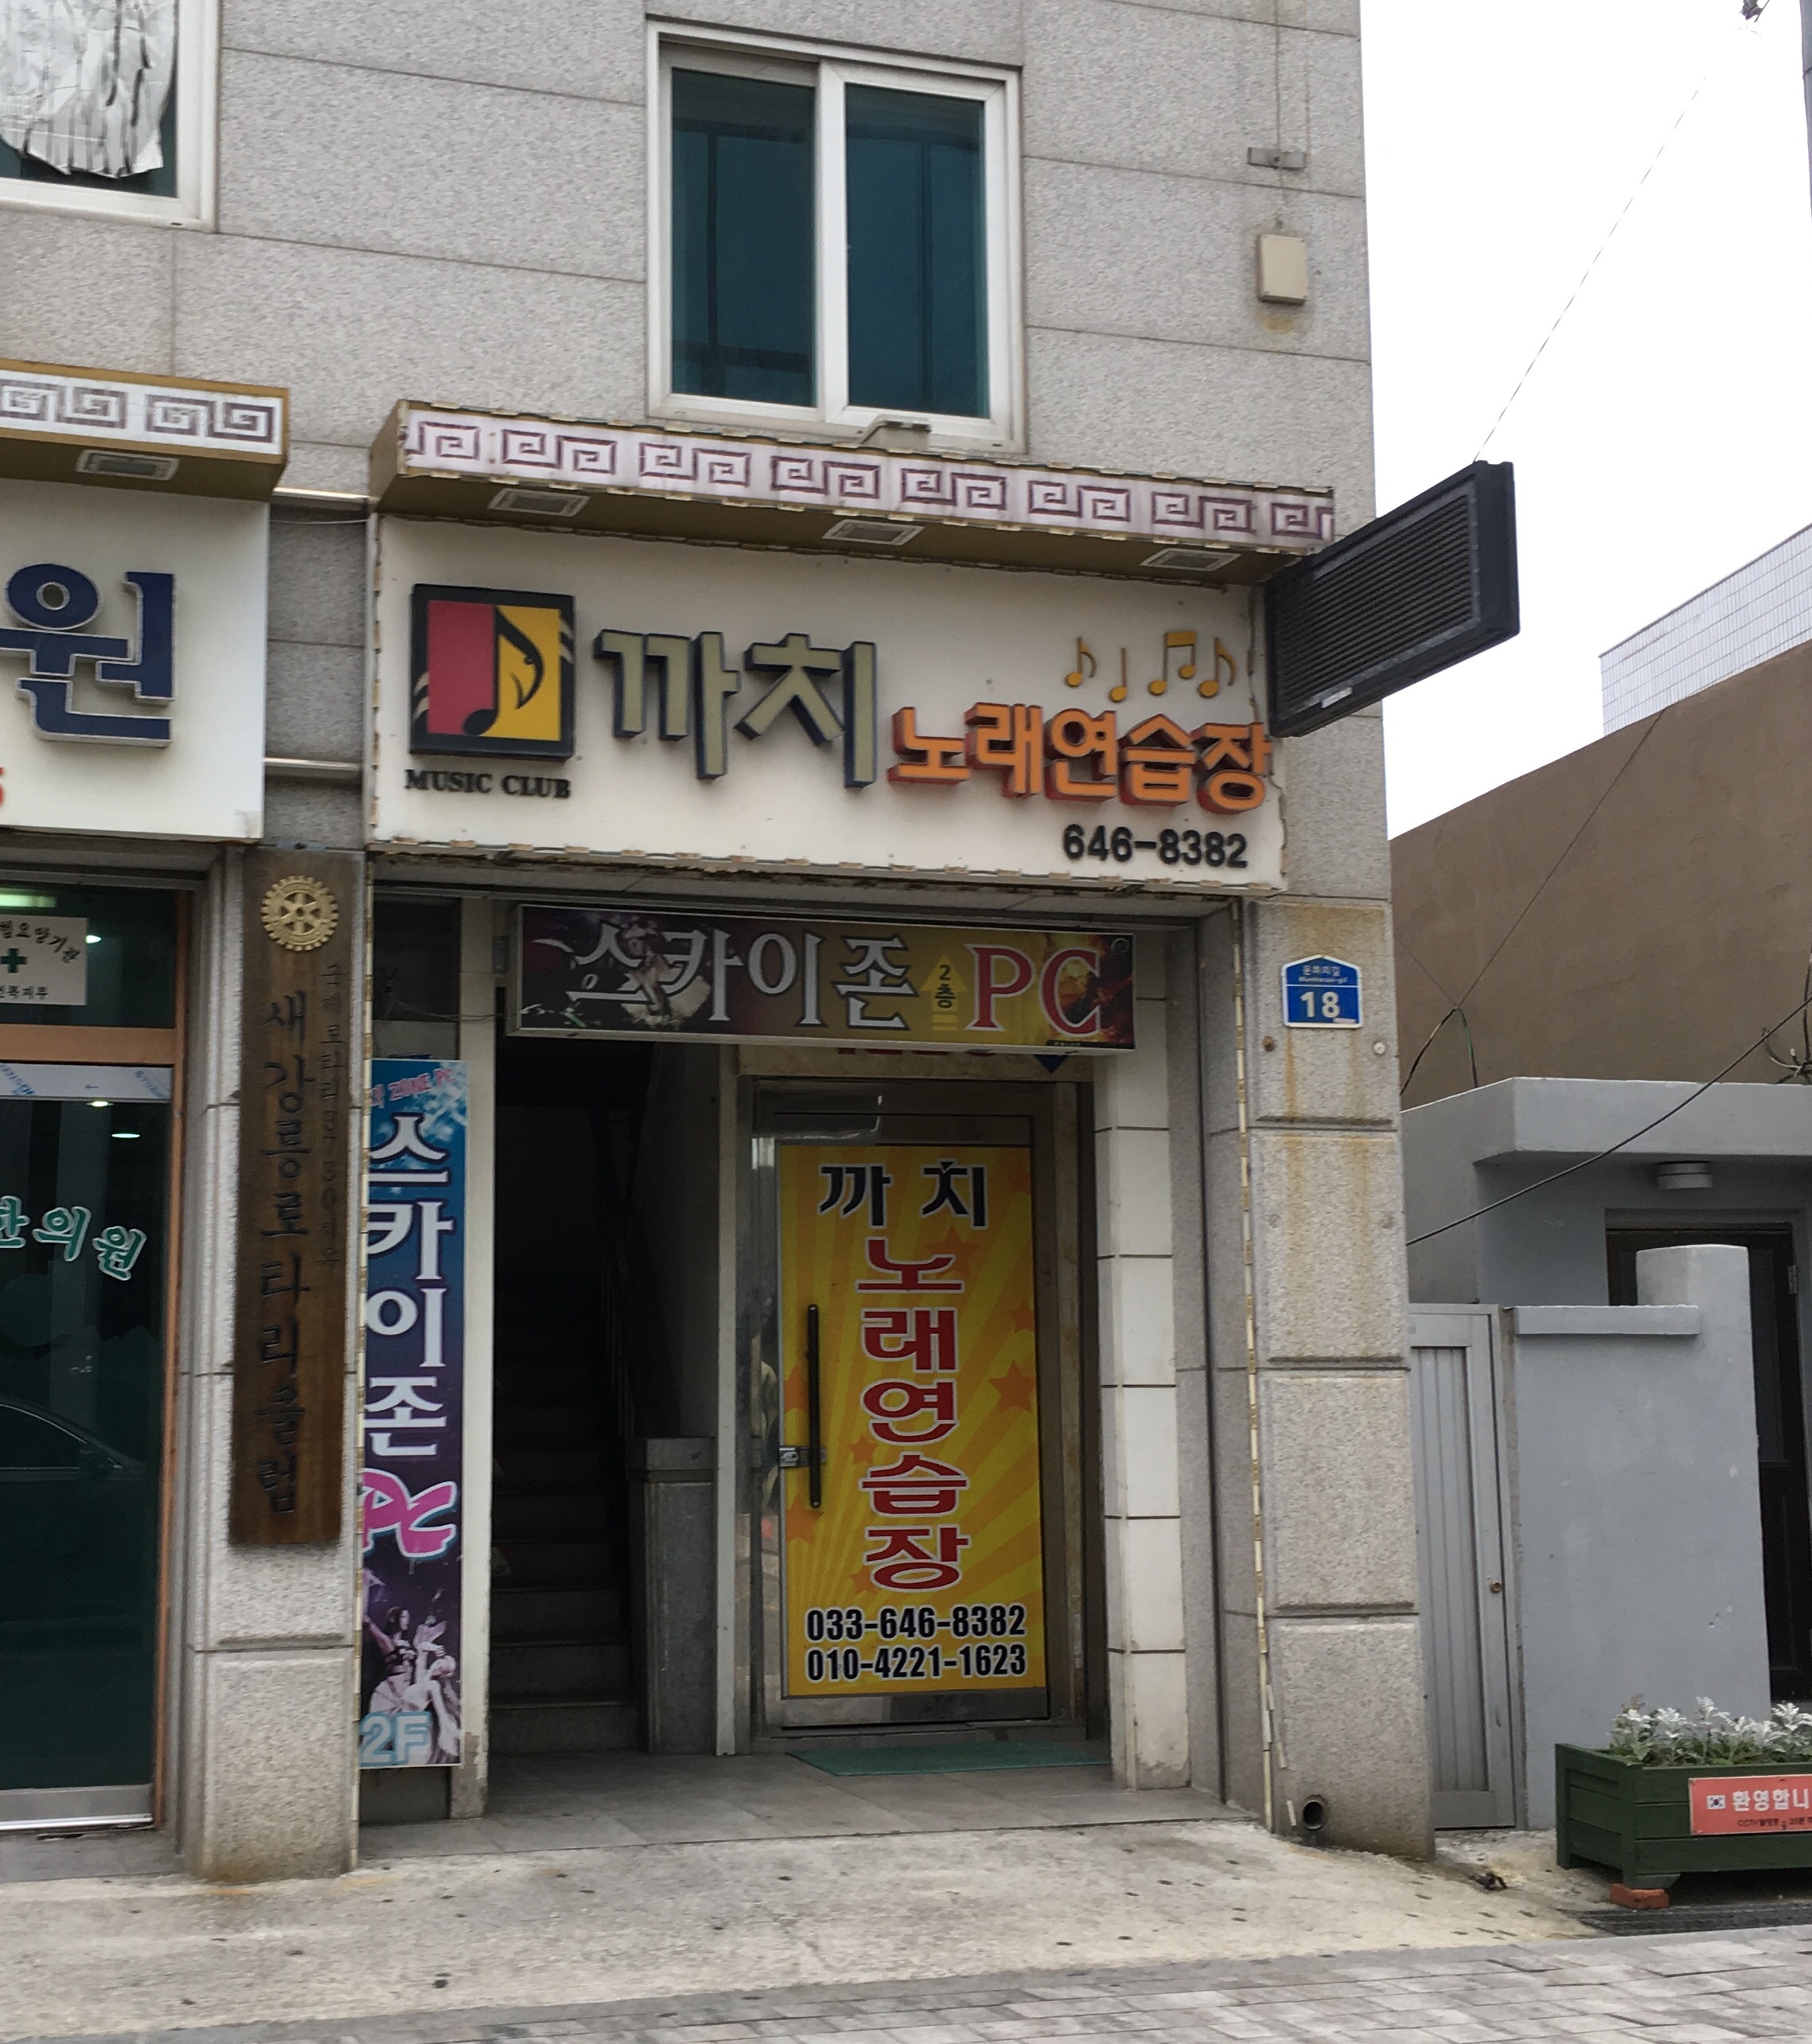 원
까치 노래연습장
MUSIC CLUB
646-8382
스카이존 2층 PC
18
한의원
새강릉로타리클럽
스카이존
PC
2F
까치
노래연습장
033-646-8382
010-4221-1623
환영합니